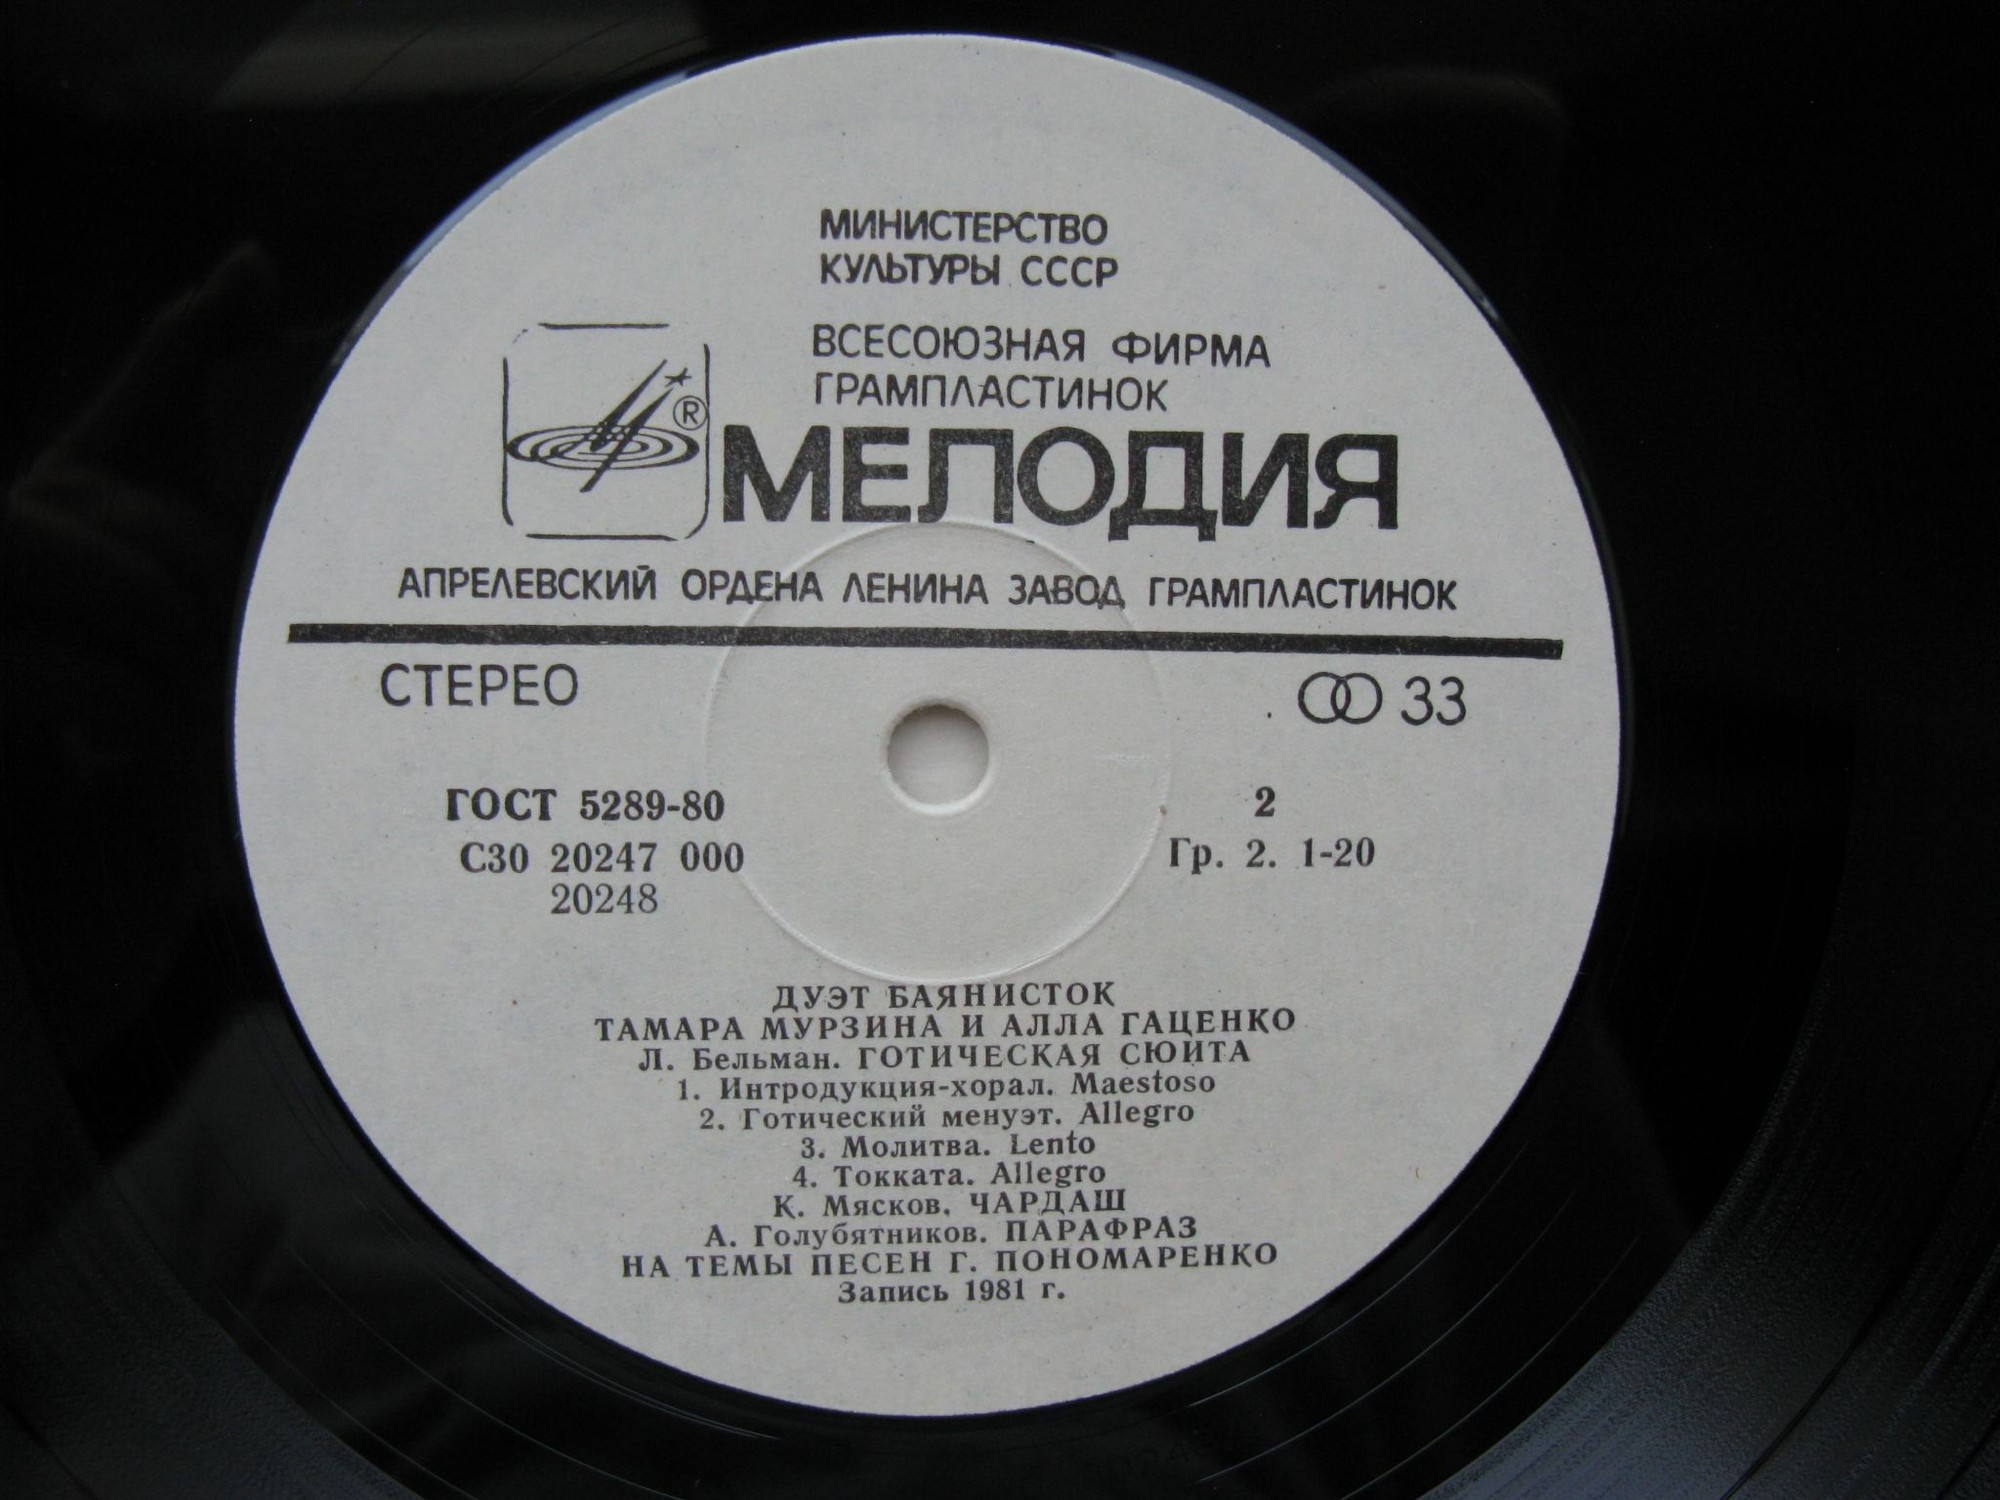 МИНИСТЕРСТВО
КУЛЬТУРЫ СССР
ВСЕСОЮЗНАЯ ФИРМА
ГРАМПЛАСТИНОК
® МЕЛОДИЯ
АПРЕЛЕВСКИЙ ОРДЕНА ЛЕНИНА ЗАВОД ГРАМПЛАСТИНОК
СТЕРЕО 33
ГОСТ 5289-80 2
С30 20247 000 Гр. 2. 1-20
20248
ДУЭТ БАЯНИСТОК
ТАМАРА МУРЗИНА И АЛЛА ГАЦЕНКО
Л. Бельман. ГОТИЧЕСКАЯ СЮИТА
1. Интродукция-хорал. Maestoso
2. Готический менуэт. Allegro
3. Молитва. Lento
4. Токката. Allegro
К. Мясков. ЧАРДАШ
А. Голубятников. ПАРАФРАЗ
НА ТЕМЫ ПЕСЕН Г. ПОНОМАРЕНКО
Запись 1981 г.